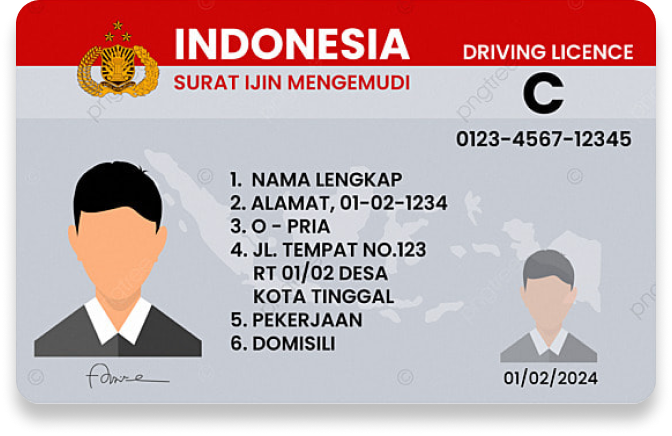 INDONESIA
SURAT IJIN MENGEMUDI
DRIVING LICENCE
C
0123-4567-12345
1. NAMA LENGKAP
2. ALAMAT, 01-02-1234
3. O - PRIA
4. JL. TEMPAT NO.123
RT 01/02 DESA
KOTA TINGGAL
5. PEKERJAAN
6. DOMISILI
01/02/2024